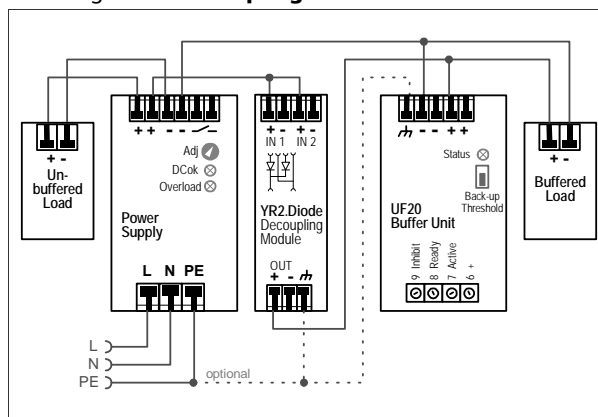 + -
Un-
buffered
Load
+ + - -
Adj
DCok
Overload
Power
Supply
L N PE
+ - + -
IN 1 IN 2
YR2.Diode
Decoupling
Module
OUT
+ -
- - + +
Status
Back-up
Threshold
UF20
Buffer Unit
9 Inhibit
8 Ready
7 Active
6 +
+ -
Buffered
Load
L
N
PE
optional